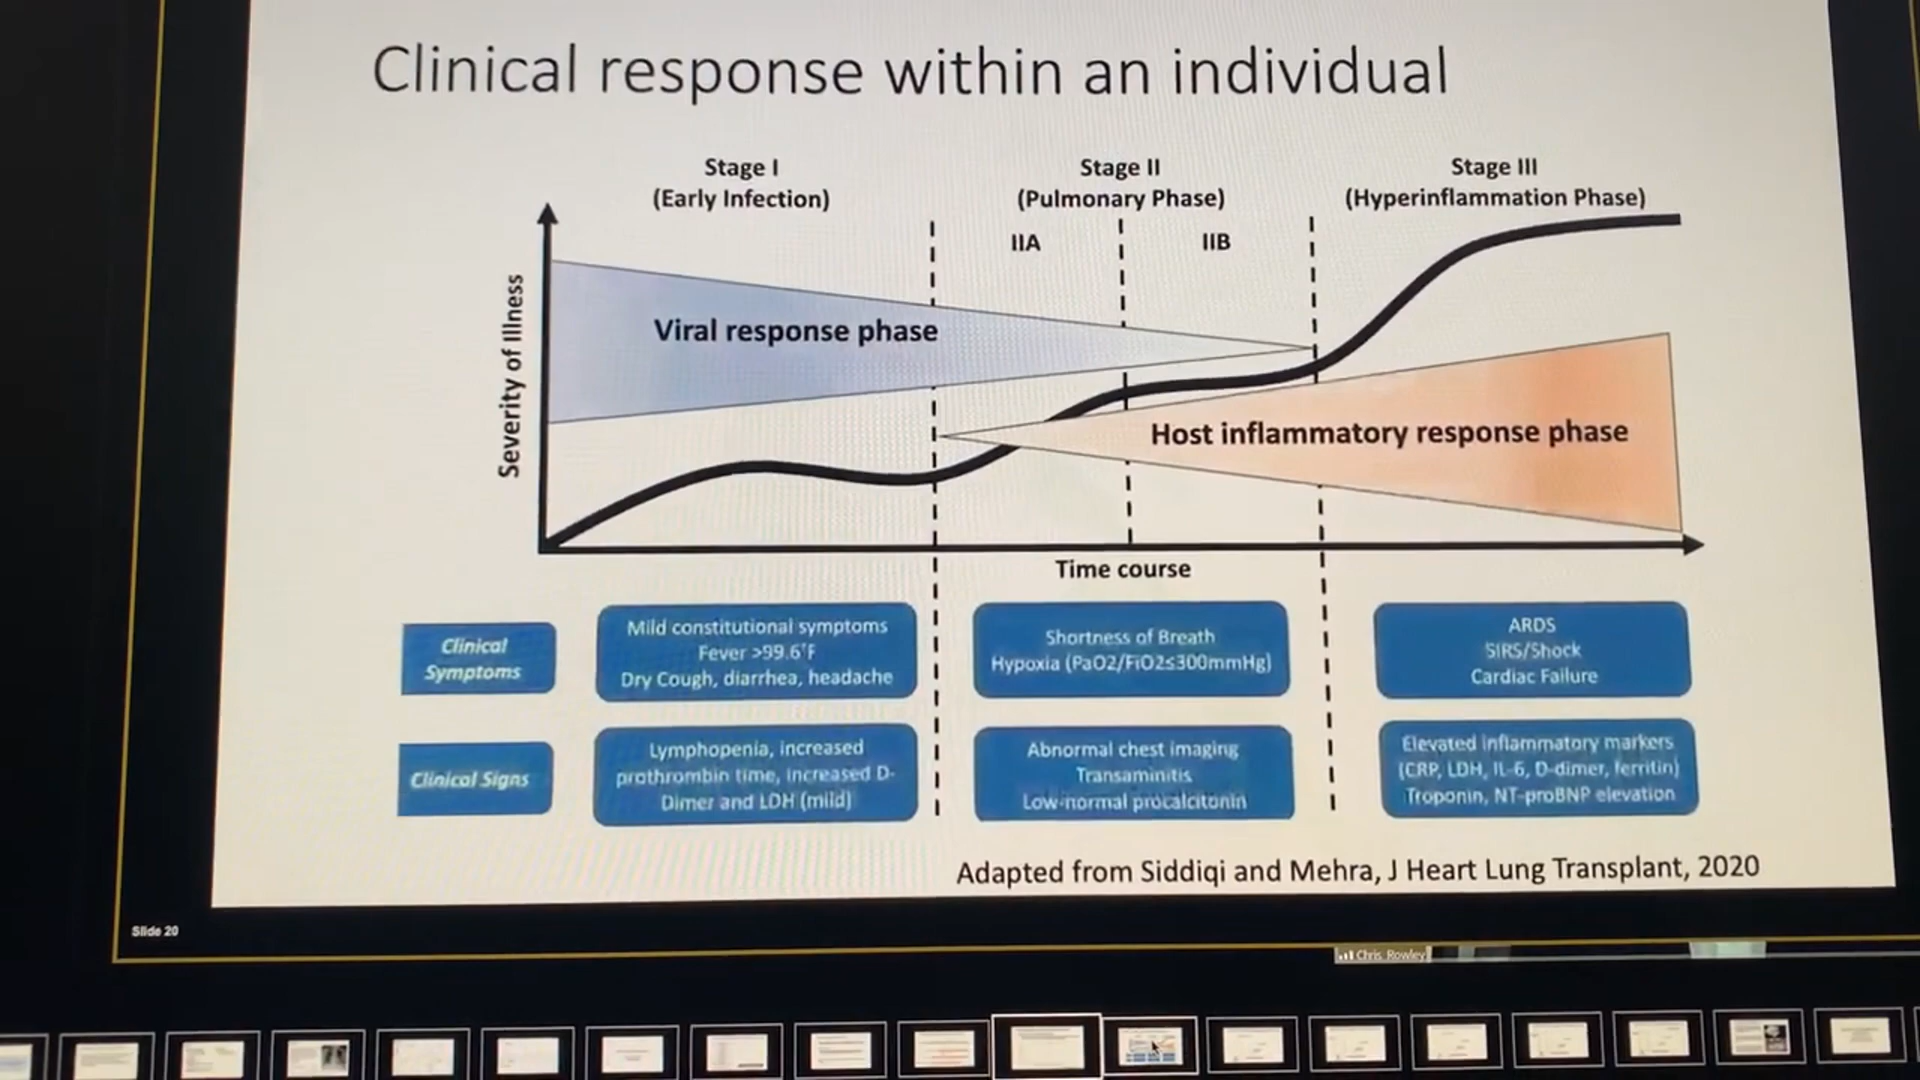 Clinical response within an individual
Stage I
(Early Infection)
Stage II
(Pulmonary Phase)
Stage III
(Hyperinflammation Phase)
IIA
IIB
Severity of Illness
Viral response phase
Host inflammatory response phase
Time course
Clinical
Symptoms
Mild constitutional symptoms
Fever >99.6°F
Dry Cough, diarrhea, headache
Shortness of Breath
Hypoxia (PaO2/FiO2≤300mmHg)
ARDS
SIRS/Shock
Cardiac Failure
Clinical Signs
Lymphopenia, increased
prothrombin time, increased D-
Dimer and LDH (mild)
Abnormal chest imaging
Transaminitis
Low-normal procalcitonin
Elevated inflammatory markers
(CRP, LDH, IL-6, D-dimer, ferritin)
Troponin, NT-proBNP elevation
Adapted from Siddiqi and Mehra, J Heart Lung Transplant, 2020
Slide 20
Chris Rowley